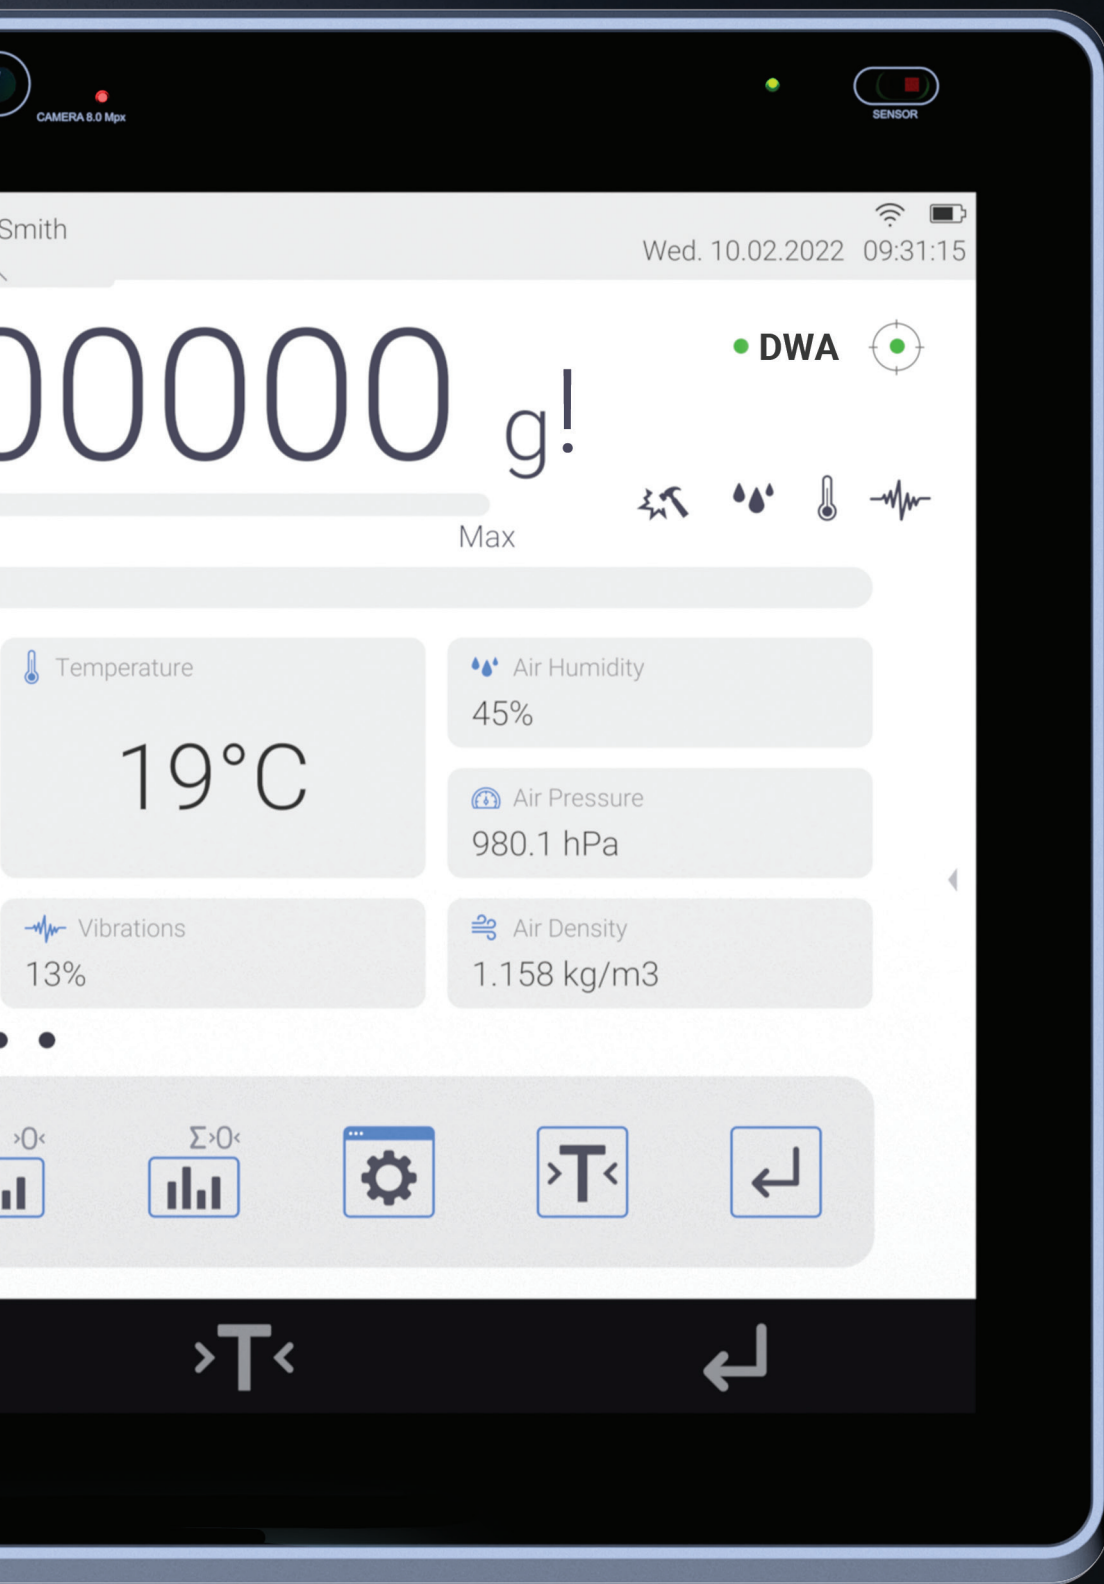 CAMERA 8.0 Mpx
SENSOR
Smith
Wed. 10.02.2022 09:31:15
00000 g!
DWA
Max
Temperature
19°C
Air Humidity
45%
Air Pressure
980.1 hPa
Vibrations
13%
Air Density
1.158 kg/m3
›0‹
Σ›0‹
›T‹
›T‹